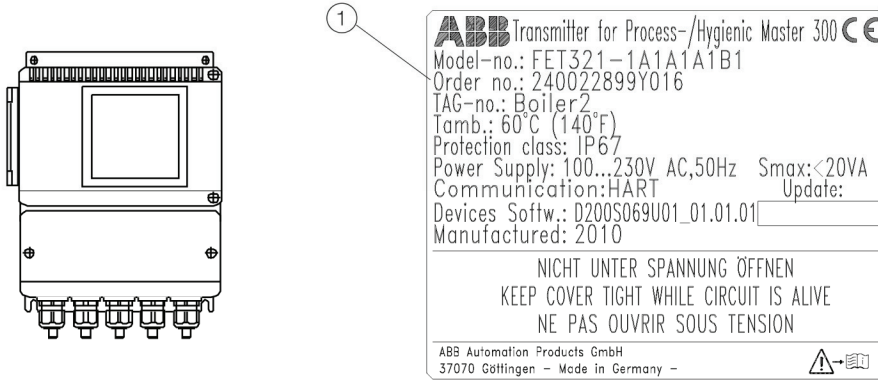 1
ABB Transmitter for Process-/Hygienic Master 300 CE
Model-no.: FET321-1A1A1A1B1
Order no.: 240022899Y016
TAG-no.: Boiler2
Tamb.: 60°C (140°F)
Protection class: IP67
Power Supply: 100...230V AC,50Hz Smax:<20VA
Communication:HART Update:
Devices Softw.: D200S069U01_01.01.01
Manufactured: 2010
NICHT UNTER SPANNUNG ÖFFNEN
KEEP COVER TIGHT WHILE CIRCUIT IS ALIVE
NE PAS OUVRIR SOUS TENSION
ABB Automation Products GmbH
37070 Göttingen - Made in Germany -